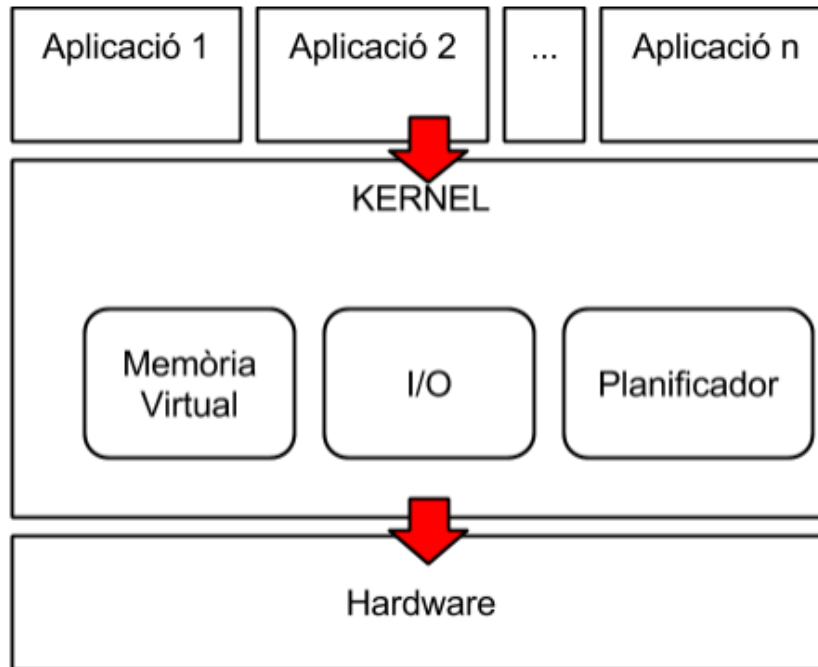 Aplicació 1
Aplicació 2
...
Aplicació n
KERNEL
Memòria
Virtual
I/O
Planificador
Hardware